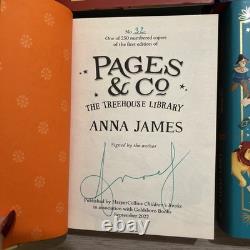 No 32
One of 250 numbered copies
of the first edition of
PAGES
& CO
THE TREEHOUSE LIBRARY
ANNA JAMES
Signed by the author
Published by HarperCollins Children's Books
in association with Goldsboro Books
September 2022